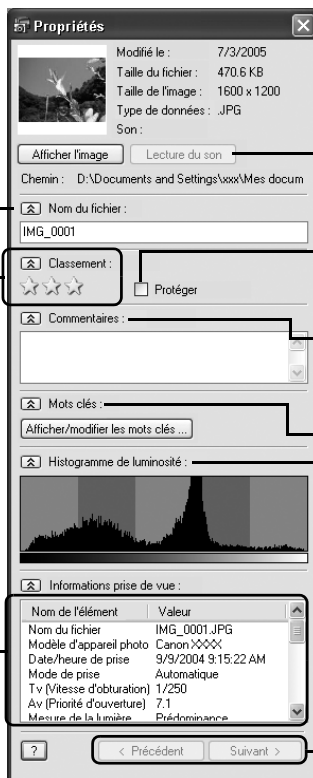 Propriétés
Modifié le : 7/3/2005
Taille du fichier : 470.6 KB
Taille de l'image : 1600 x 1200
Type de données : .JPG
Son :
Afficher l'image Lecture du son
Chemin : D:\Documents and Settings\xxx\Mes docum
Nom du fichier :
IMG_0001
Classement :
Protéger
Commentaires :
Mots clés :
Afficher/modifier les mots clés ...
Histogramme de luminosité :
Informations prise de vue :
Nom de l'élément Valeur
Nom du fichier IMG_0001.JPG
Modèle d'appareil photo Canon XXXX
Date/heure de prise 9/9/2004 9:15:22 AM
Mode de prise Automatique
Tv (Vitesse d'obturation) 1/250
Av (Priorité d'ouverture) 7.1
Mesure de la lumière Prédominance
? < Précédent Suivant >